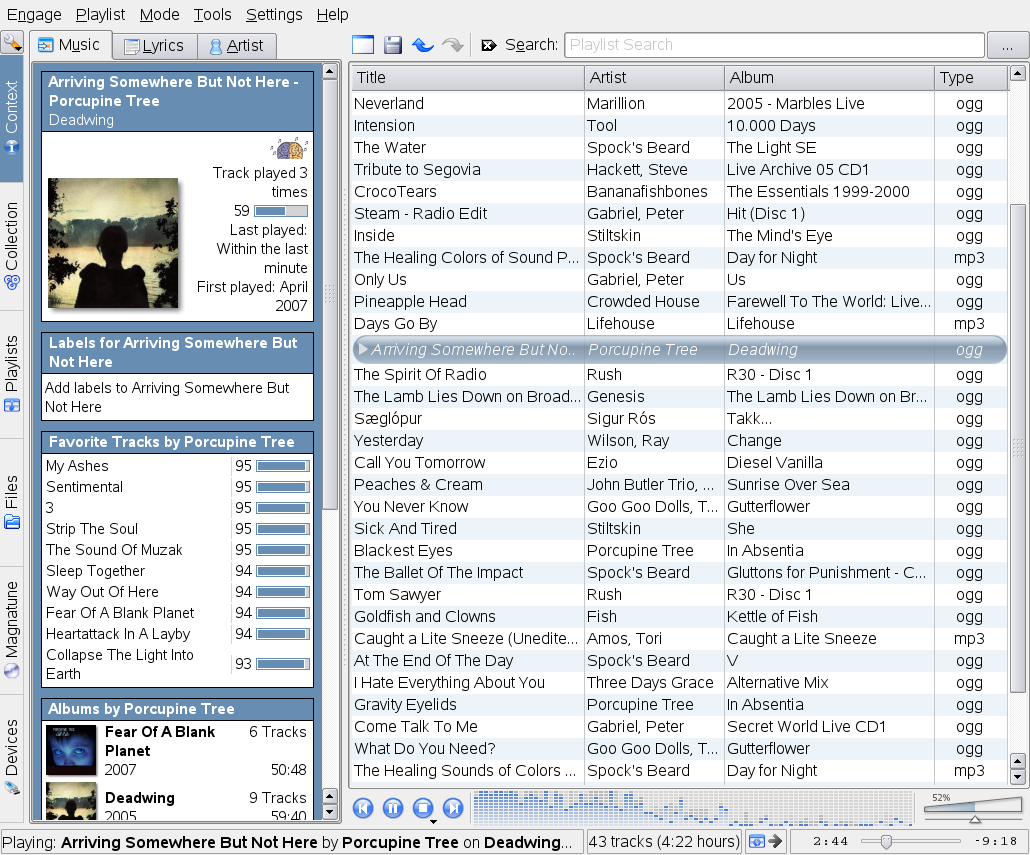 Engage Playlist Mode Tools Settings Help
Music Lyrics Artist
Search: Playlist Search ...
Context
Collection
Playlists
Files
Magnatune
Devices
Arriving Somewhere But Not Here -
Porcupine Tree
Deadwing
Track played 3
times
59
Last played:
Within the last
minute
First played: April
2007
Labels for Arriving Somewhere But
Not Here
Add labels to Arriving Somewhere But
Not Here
Favorite Tracks by Porcupine Tree
My Ashes 95
Sentimental 95
3 95
Strip The Soul 95
The Sound Of Muzak 95
Sleep Together 94
Way Out Of Here 94
Fear Of A Blank Planet 94
Heartattack In A Layby 94
Collapse The Light Into
Earth 93
Albums by Porcupine Tree
Fear Of A Blank 6 Tracks
Planet
2007 50:48
Deadwing 9 Tracks
2005 59:40
Title Artist Album Type
Neverland Marillion 2005 - Marbles Live ogg
Intension Tool 10.000 Days ogg
The Water Spock's Beard The Light SE ogg
Tribute to Segovia Hackett, Steve Live Archive 05 CD1 ogg
CrocoTears Bananafishbones The Essentials 1999-2000 ogg
Steam - Radio Edit Gabriel, Peter Hit (Disc 1) ogg
Inside Stiltskin The Mind's Eye ogg
The Healing Colors of Sound P... Spock's Beard Day for Night mp3
Only Us Gabriel, Peter Us ogg
Pineapple Head Crowded House Farewell To The World: Live... ogg
Days Go By Lifehouse Lifehouse mp3
Arriving Somewhere But No.. Porcupine Tree Deadwing ogg
The Spirit Of Radio Rush R30 - Disc 1 ogg
The Lamb Lies Down on Broad... Genesis The Lamb Lies Down on Br... ogg
Sæglópur Sigur Rós Takk... ogg
Yesterday Wilson, Ray Change ogg
Call You Tomorrow Ezio Diesel Vanilla ogg
Peaches & Cream John Butler Trio, ... Sunrise Over Sea ogg
You Never Know Goo Goo Dolls, T... Gutterflower ogg
Sick And Tired Stiltskin She ogg
Blackest Eyes Porcupine Tree In Absentia ogg
The Ballet Of The Impact Spock's Beard Gluttons for Punishment - C... ogg
Tom Sawyer Rush R30 - Disc 1 ogg
Goldfish and Clowns Fish Kettle of Fish ogg
Caught a Lite Sneeze (Unedite... Amos, Tori Caught a Lite Sneeze mp3
At The End Of The Day Spock's Beard V ogg
I Hate Everything About You Three Days Grace Alternative Mix ogg
Gravity Eyelids Porcupine Tree In Absentia ogg
Come Talk To Me Gabriel, Peter Secret World Live CD1 ogg
What Do You Need? Goo Goo Dolls, T... Gutterflower ogg
The Healing Sounds of Colors ... Spock's Beard Day for Night mp3
52%
Playing: Arriving Somewhere But Not Here by Porcupine Tree on Deadwing... 43 tracks (4:22 hours) 2:44 -9:18